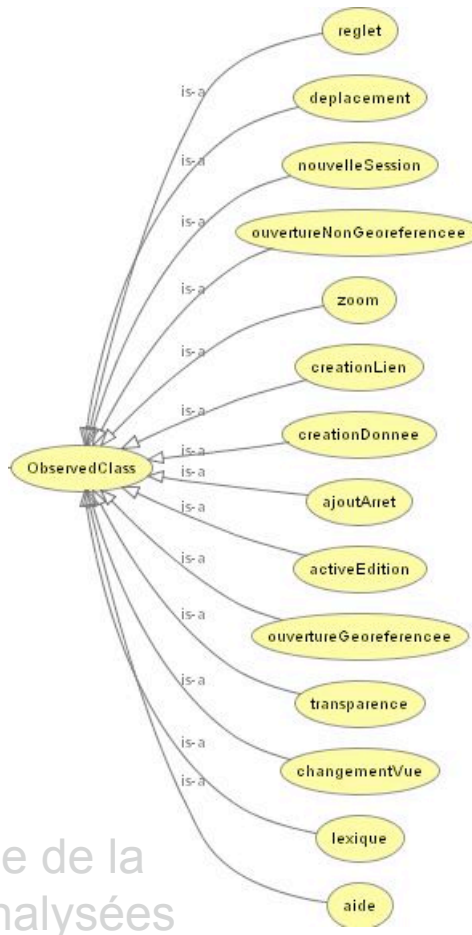 reglet
is-a
deplacement
is-a
nouvelleSession
is-a
ouvertureNonGeoreferencee
is-a
zoom
is-a
creationLien
is-a
creationDonnee
is-a
ObservedClass
is-a
ajoutArret
is-a
activeEdition
is-a
ouvertureGeoreferencee
is-a
transparence
is-a
changementVue
is-a
lexique
is-a
aide
e de la
nalysées